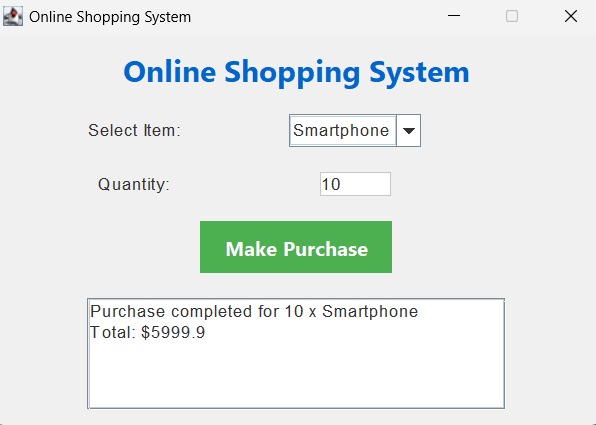 Online Shopping System
Online Shopping System
Select Item: Smartphone
Quantity: 10
Make Purchase
Purchase completed for 10 x Smartphone
Total: $5999.9